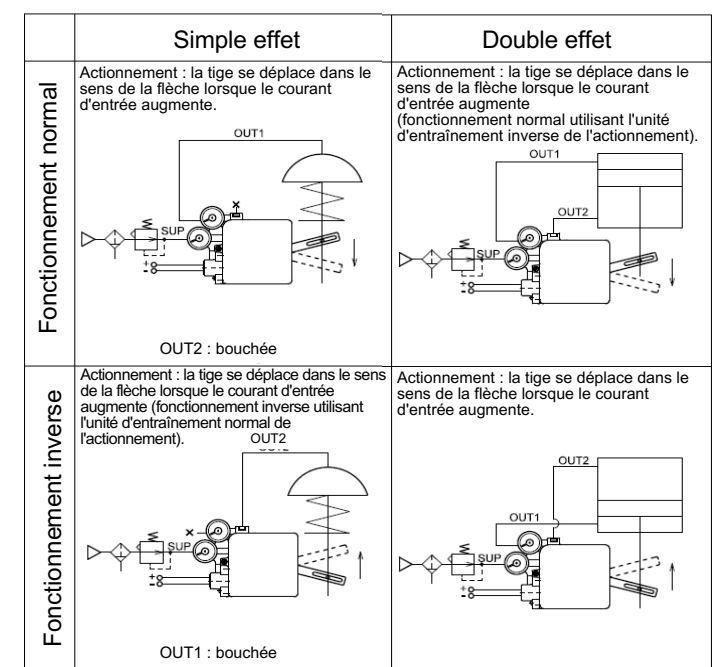 Simple effet
Double effet
Fonctionnement normal
Actionnement : la tige se déplace dans le
sens de la flèche lorsque le courant
d'entrée augmente.
OUT1
SUP
+
-
OUT2 : bouchée
Actionnement : la tige se déplace dans le
sens de la flèche lorsque le courant
d'entrée augmente
(fonctionnement normal utilisant l'unité
d'entraînement inverse de l'actionnement).
OUT1
OUT2
SUP
+
-
Fonctionnement inverse
Actionnement : la tige se déplace dans le sens
de la flèche lorsque le courant d'entrée
augmente (fonctionnement inverse utilisant
l'unité d'entraînement normal de
l'actionnement).
OUT2
SUP
+
-
OUT1 : bouchée
Actionnement : la tige se déplace dans le
sens de la flèche lorsque le courant
d'entrée augmente.
OUT2
OUT1
SUP
+
-